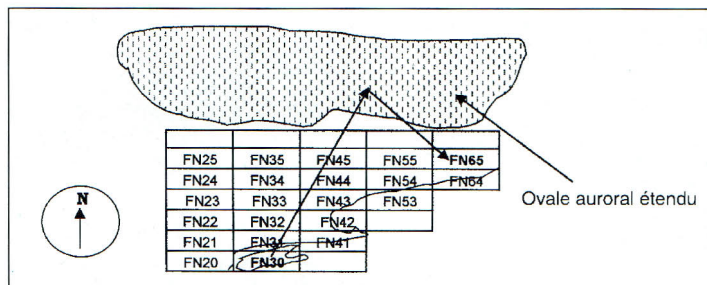 FN25 FN35 FN45 FN55 FN65
FN24 FN34 FN44 FN54 FN64
Ovale auroral étendu
N
FN23 FN33 FN43 FN53
FN22 FN32 FN42
FN21 FN31 FN41
FN20 FN30